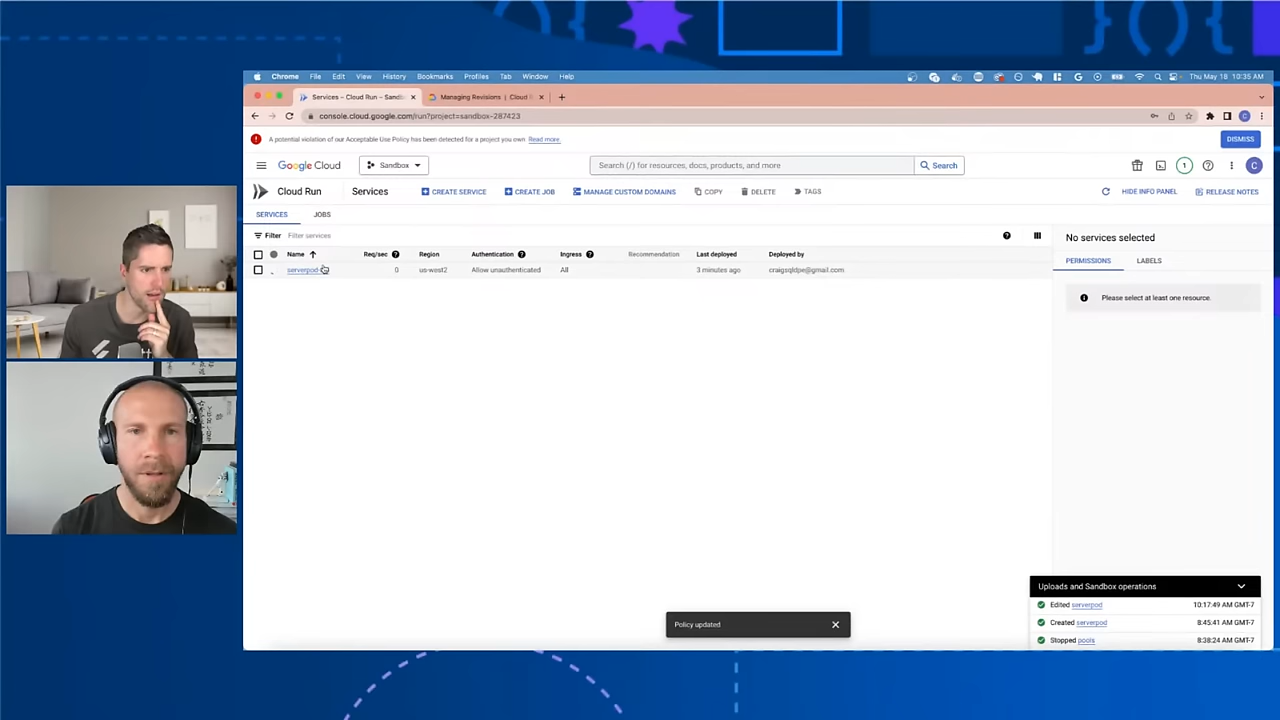 Chrome File Edit View History Bookmarks Profiles Tab Window Help Thu May 18 10:35 AM
Services – Cloud Run – Sandb Managing Revisions | Cloud R
console.cloud.google.com/run?project=sandbox-287423
A potential violation of our Acceptable Use Policy has been detected for a project you own. Read more. DISMISS
Google Cloud Sandbox Search (/) for resources, docs, products, and more Search 1 C
Cloud Run Services CREATE SERVICE CREATE JOB MANAGE CUSTOM DOMAINS COPY DELETE TAGS HIDE INFO PANEL RELEASE NOTES
SERVICES JOBS
Filter Filter services
Name Req/sec Region Authentication Ingress Recommendation Last deployed Deployed by
serverpod 0 us-west2 Allow unauthenticated All 3 minutes ago craigsqldpe@gmail.com
No services selected
PERMISSIONS LABELS
Please select at least one resource.
Uploads and Sandbox operations
Edited serverpod 10:17:49 AM GMT-7
Created serverpod 8:45:41 AM GMT-7
Stopped pools 8:38:24 AM GMT-7
Policy updated